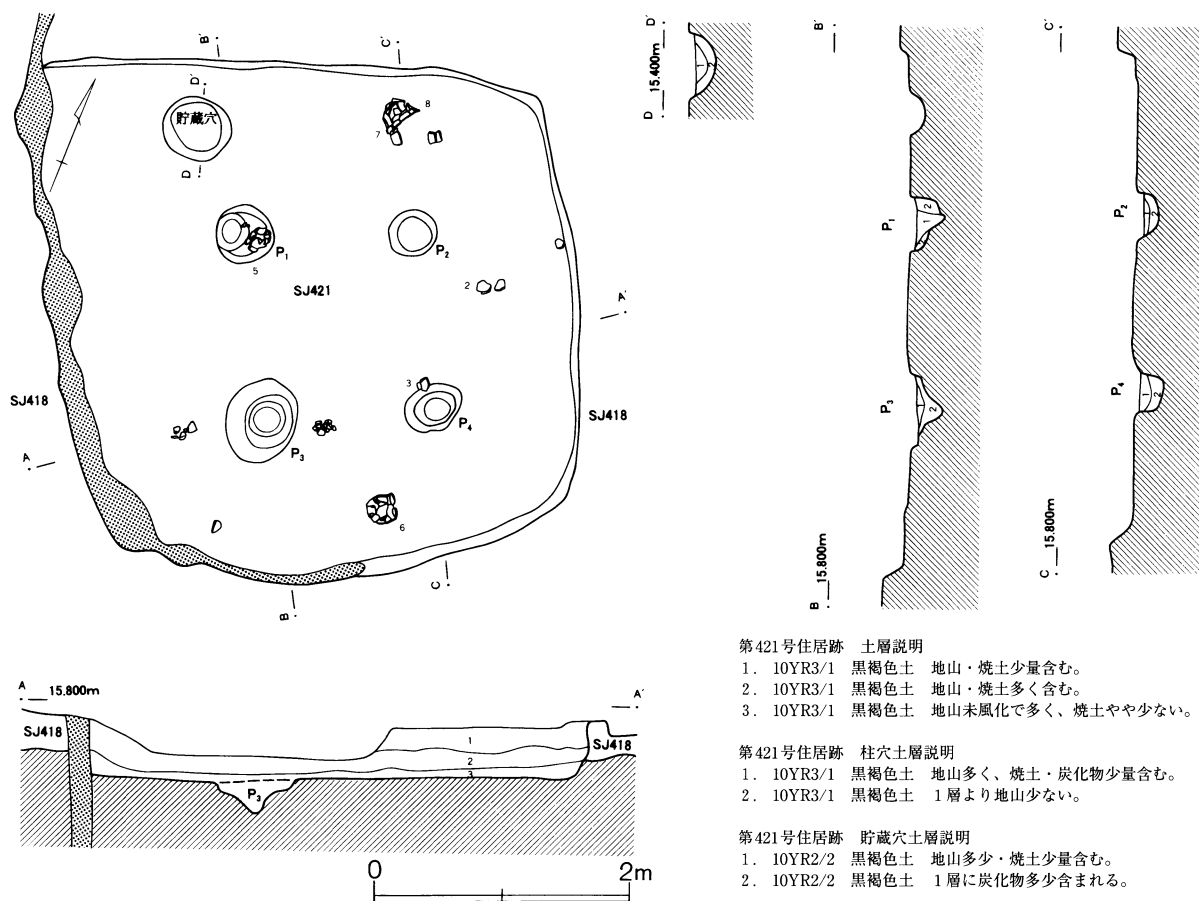 B′
C′
D′
貯蔵穴
D
8
7
P1
5
P2
SJ421
2
A′
3
SJ418
SJ418
P4
P3
A
6
C
B
D′
15.400m
D
1
2
B′
P1
2
1
P3
2
15.800m
B
C′
P2
1
2
P4
1
2
15.800m
C
A
15.800m
A′
SJ418
1
SJ418
2
3
P3
0
2m
第421号住居跡 土層説明
1. 10YR3/1 黒褐色土 地山・焼土少量含む。
2. 10YR3/1 黒褐色土 地山・焼土多く含む。
3. 10YR3/1 黒褐色土 地山未風化で多く、焼土やや少ない。
第421号住居跡 柱穴土層説明
1. 10YR3/1 黒褐色土 地山多く、焼土・炭化物少量含む。
2. 10YR3/1 黒褐色土 1層より地山少ない。
第421号住居跡 貯蔵穴土層説明
1. 10YR2/2 黒褐色土 地山多少・焼土少量含む。
2. 10YR2/2 黒褐色土 1層に炭化物多少含まれる。